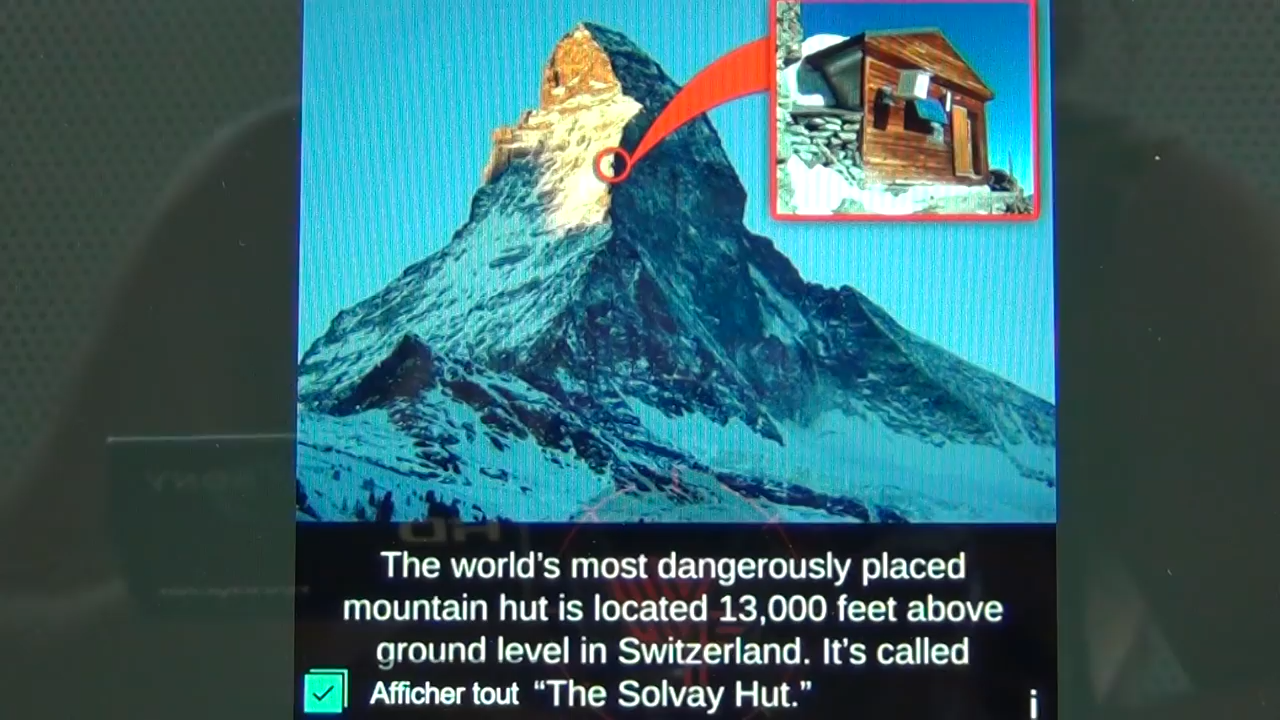 The world's most dangerously placed
mountain hut is located 13,000 feet above
ground level in Switzerland. It's called
Afficher tout “The Solvay Hut.”
i